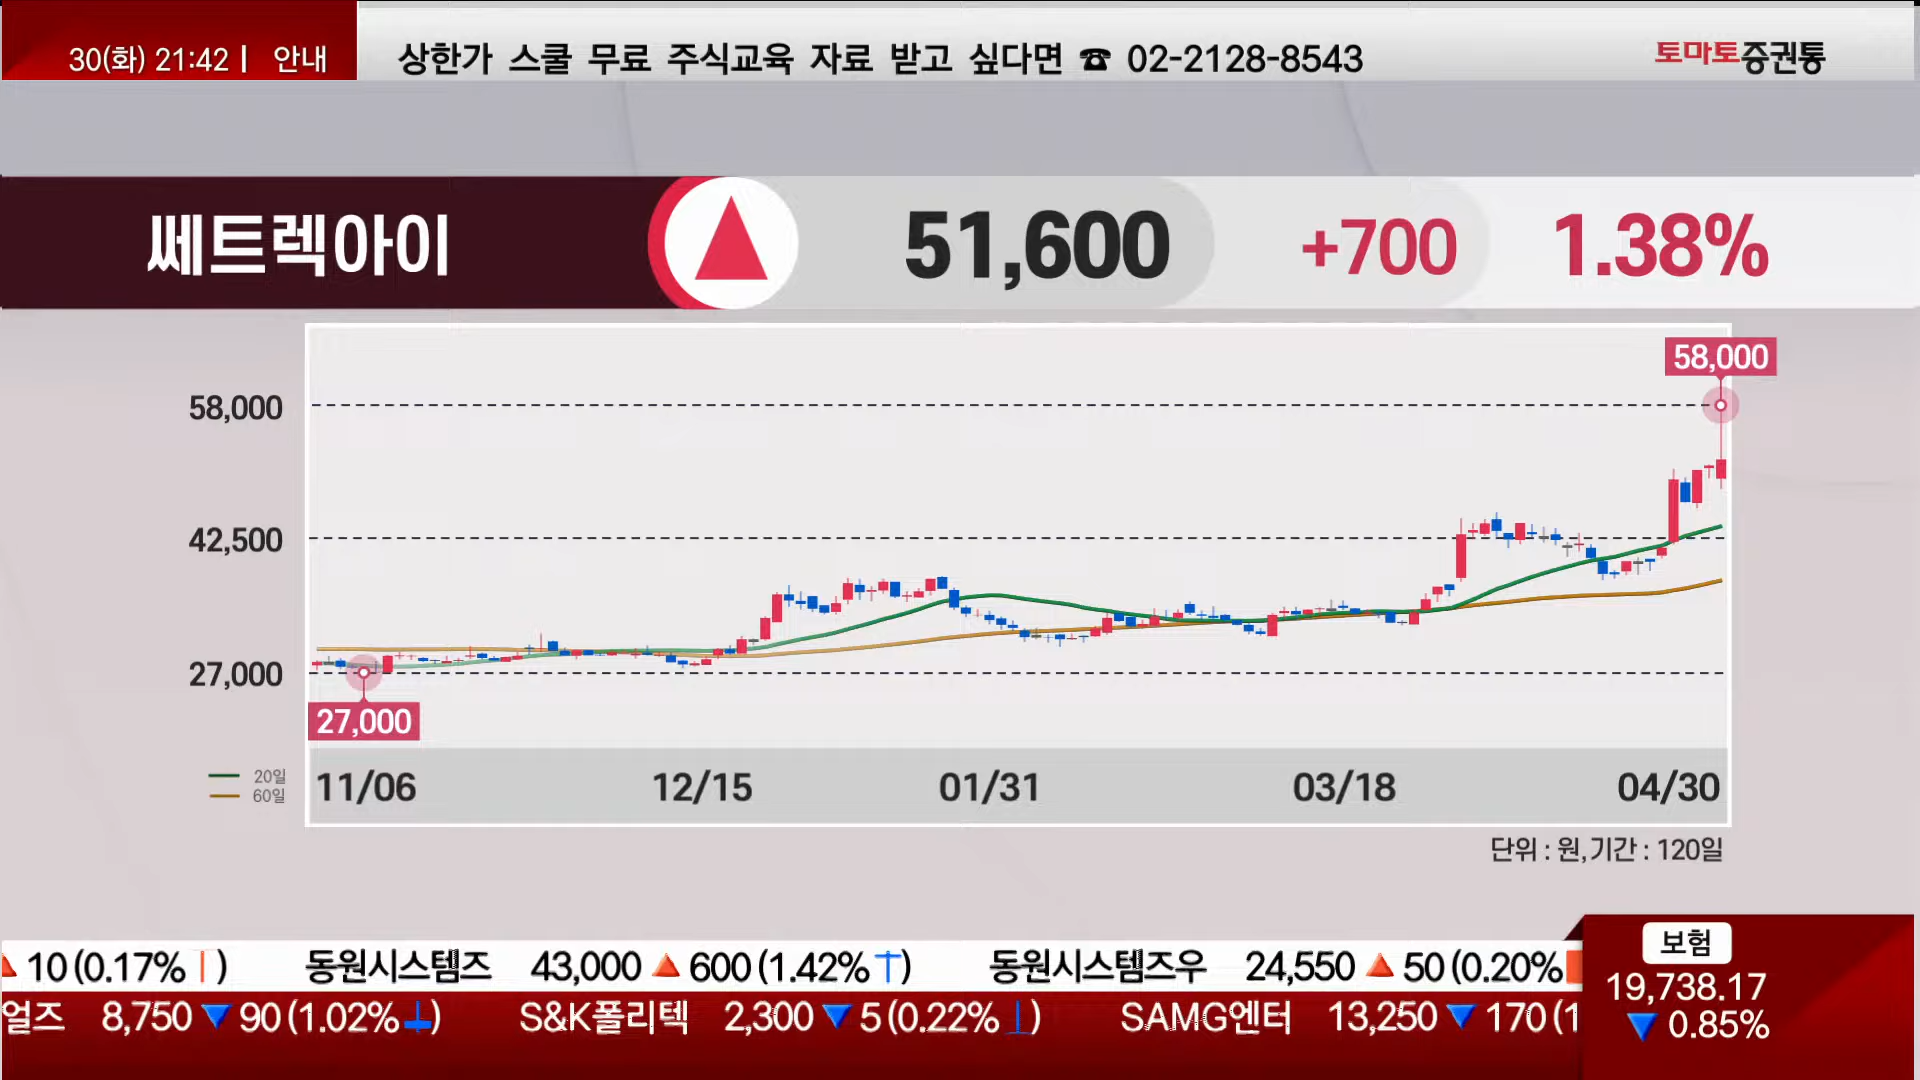 30(화) 21:42 | 안내 상한가 스쿨 무료 주식교육 자료 받고 싶다면 ☎ 02-2128-8543 토마토증권통
쎄트렉아이 ▲ 51,600 +700 1.38%
58,000
58,000
42,500
27,000
27,000
20일
60일
11/06 12/15 01/31 03/18 04/30
단위 : 원, 기간 : 120일
▲ 10 (0.17%) 동원시스템즈 43,000 ▲ 600 (1.42%) 동원시스템즈우 24,550 ▲ 50 (0.20%
얼즈 8,750 ▼ 90 (1.02%) S&K폴리텍 2,300 ▼ 5 (0.22%) SAMG엔터 13,250 ▼ 170 (1
보험
19,738.17
▼ 0.85%